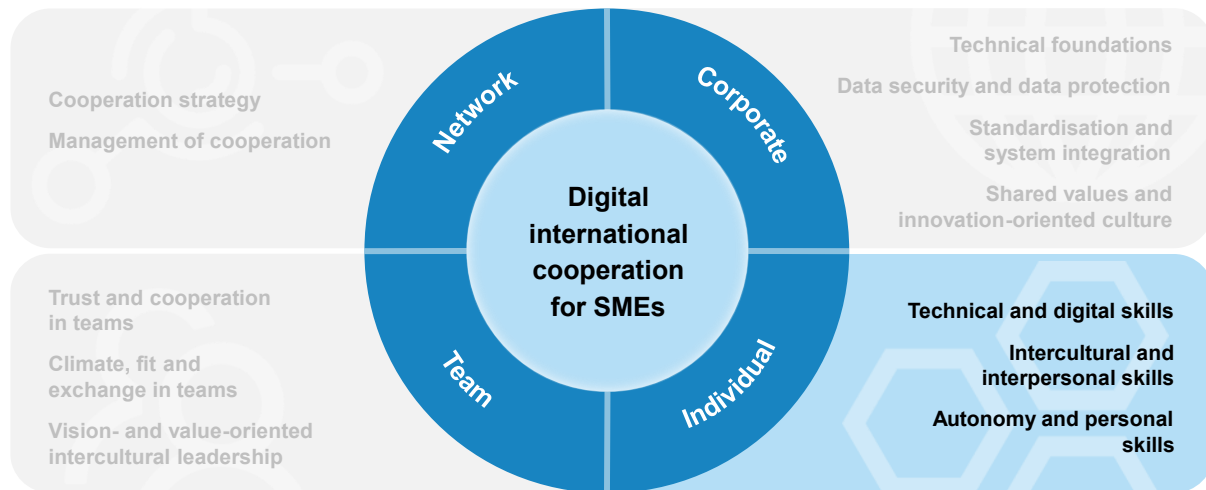 Cooperation strategy
Management of cooperation
Network
Corporate
Technical foundations
Data security and data protection
Standardisation and
system integration
Shared values and
innovation-oriented culture
Digital
international
cooperation
for SMEs
Trust and cooperation
in teams
Climate, fit and
exchange in teams
Vision- and value-oriented
intercultural leadership
Team
Individual
Technical and digital skills
Intercultural and
interpersonal skills
Autonomy and personal
skills